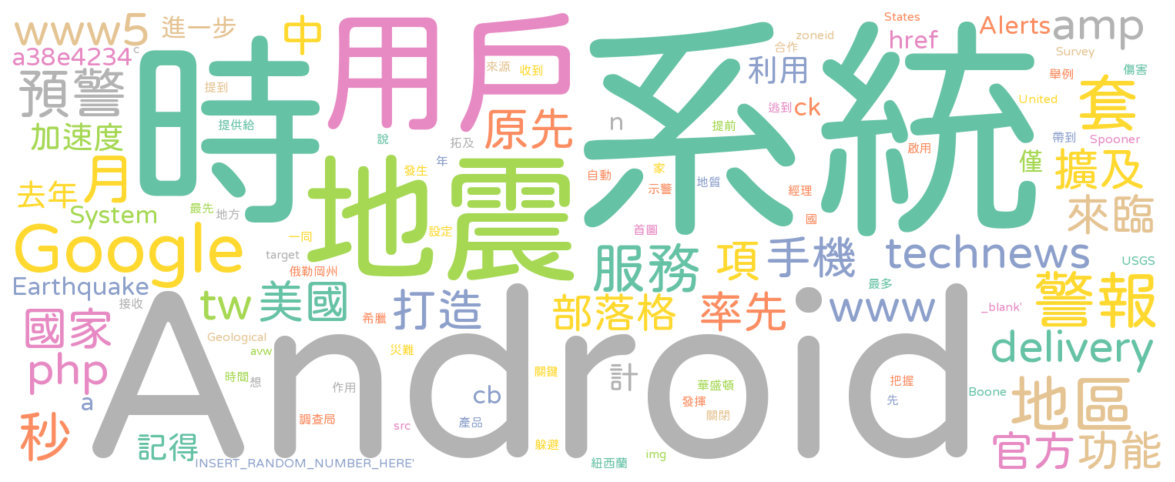 www5
進一步
中
用戶
系統
States
Alerts
amp
a38e4234
c
預警
時
提到
來源
收到
合作
zoneid
href
Survey
利用
舉例
傷害
加速度
提供給
說
拓及
原先
n
提前
逃到
ck
United
套
Spooner
帶到
去年
月
地震
年
發生
家
自動
示警
地質
經理
啟用
僅
擴及
System
最先
地方
設定
首圖
國
來臨
Google
一同
target
服務
項
手機
technews
USGS
Earthquake
接收
俄勒岡州
tw
美國
希臘
打造
部落格
率先
www
最多
_blank'
警報
國家
Geological
avw
災難
delivery
php
時間
想
作用
Android
關鍵
計
華盛頓
把握
Boone
地區
a
cb
發揮
先
秒
調查局
src
產品
關閉
記得
躲避
img
官方
功能
INSERT_RANDOM_NUMBER_HERE'
紐西蘭